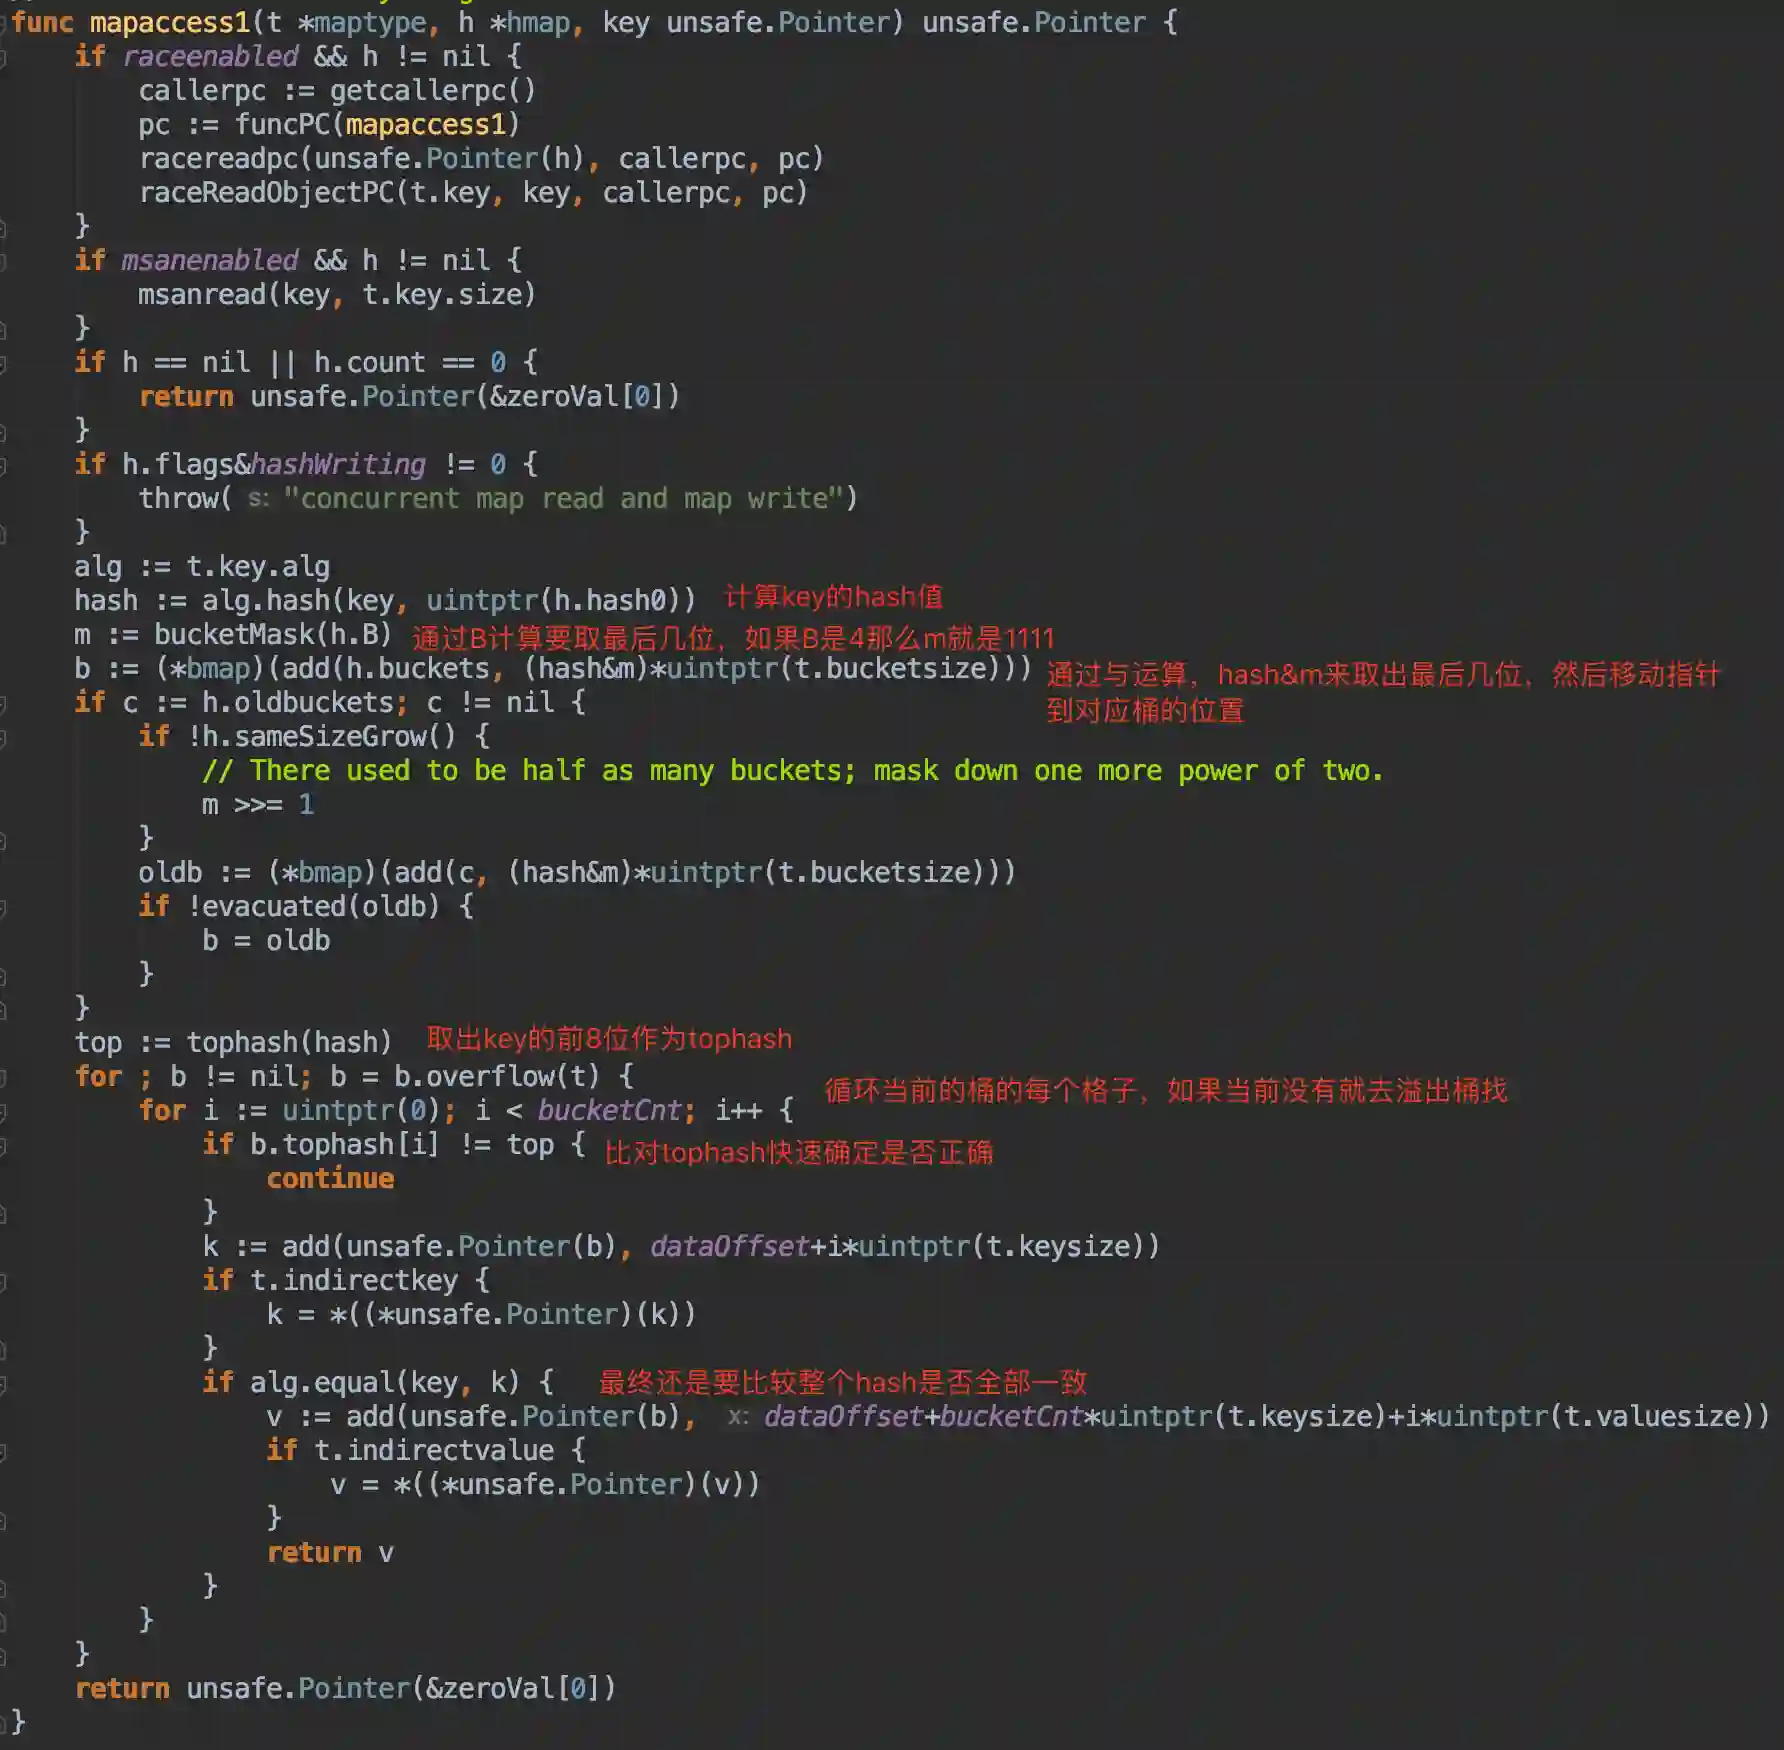 func mapaccess1(t *maptype, h *hmap, key unsafe.Pointer) unsafe.Pointer {
    if raceenabled && h != nil {
        callerpc := getcallerpc()
        pc := funcPC(mapaccess1)
        racereadpc(unsafe.Pointer(h), callerpc, pc)
        raceReadObjectPC(t.key, key, callerpc, pc)
    }
    if msanenabled && h != nil {
        msanread(key, t.key.size)
    }
    if h == nil || h.count == 0 {
        return unsafe.Pointer(&zeroVal[0])
    }
    if h.flags&hashWriting != 0 {
        throw( s: "concurrent map read and map write")
    }
    alg := t.key.alg
    hash := alg.hash(key, uintptr(h.hash0)) 计算key的hash值
    m := bucketMask(h.B) 通过B计算要取最后几位，如果B是4那么m就是1111
    b := (*bmap)(add(h.buckets, (hash&m)*uintptr(t.bucketsize))) 通过与运算，hash&m来取出最后几位，然后移动指针
到对应桶的位置
    if c := h.oldbuckets; c != nil {
        if !h.sameSizeGrow() {
            // There used to be half as many buckets; mask down one more power of two.
            m >>= 1
        }
        oldb := (*bmap)(add(c, (hash&m)*uintptr(t.bucketsize)))
        if !evacuated(oldb) {
            b = oldb
        }
    }
    top := tophash(hash) 取出key的前8位作为tophash
    for ; b != nil; b = b.overflow(t) {
循环当前的桶的每个格子，如果当前没有就去溢出桶找
        for i := uintptr(0); i < bucketCnt; i++ {
            if b.tophash[i] != top { 比对tophash快速确定是否正确
                continue
            }
            k := add(unsafe.Pointer(b), dataOffset+i*uintptr(t.keysize))
            if t.indirectkey {
                k = *((*unsafe.Pointer)(k))
            }
            if alg.equal(key, k) { 最终还是要比较整个hash是否全部一致
                v := add(unsafe.Pointer(b), x: dataOffset+bucketCnt*uintptr(t.keysize)+i*uintptr(t.valuesize))
                if t.indirectvalue {
                    v = *((*unsafe.Pointer)(v))
                }
                return v
            }
        }
    }
    return unsafe.Pointer(&zeroVal[0])
}